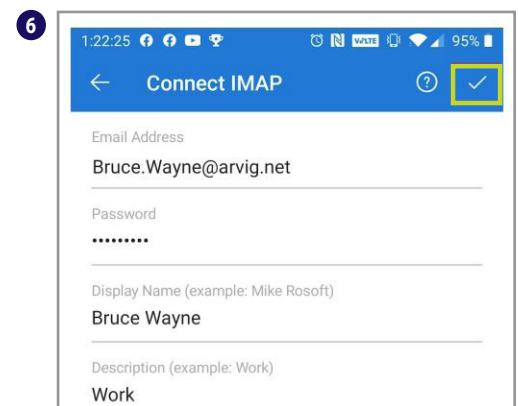 6
1:22:25 95%
Connect IMAP ?
Email Address
Bruce.Wayne@arvig.net
Password
•••••••••
Display Name (example: Mike Rosoft)
Bruce Wayne
Description (example: Work)
Work